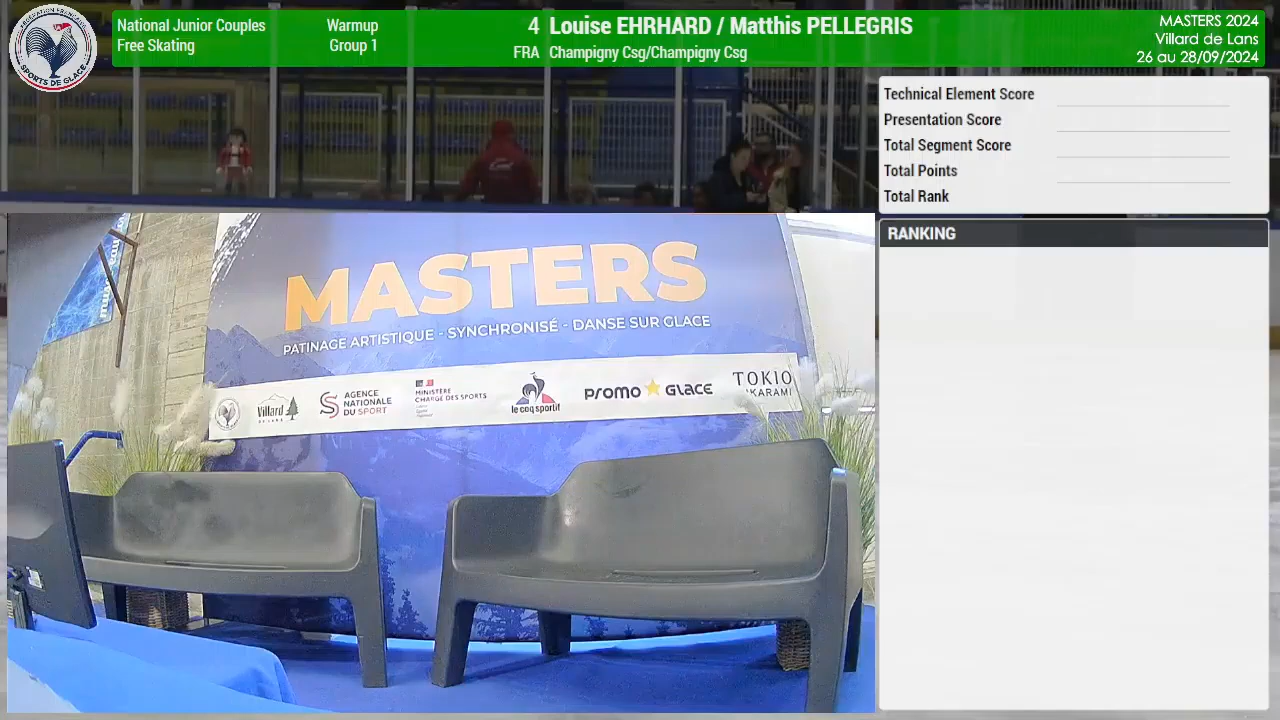 National Junior Couples
Free Skating
Warmup
Group 1
4 Louise EHRHARD / Matthis PELLEGRIS
FRA Champigny Csg/Champigny Csg
MASTERS 2024
Villard de Lans
26 au 28/09/2024
SPORTS DE GLACE
Technical Element Score
Presentation Score
Total Segment Score
Total Points
Total Rank
RANKING
MASTERS
PATINAGE ARTISTIQUE - SYNCHRONISÉ - DANSE SUR GLACE
Villard
DE LANS
AGENCE
NATIONALE
DU SPORT
MINISTÈRE
CHARGÉ DES SPORTS
le coq sportif
PROMO GLACE
TOKIO